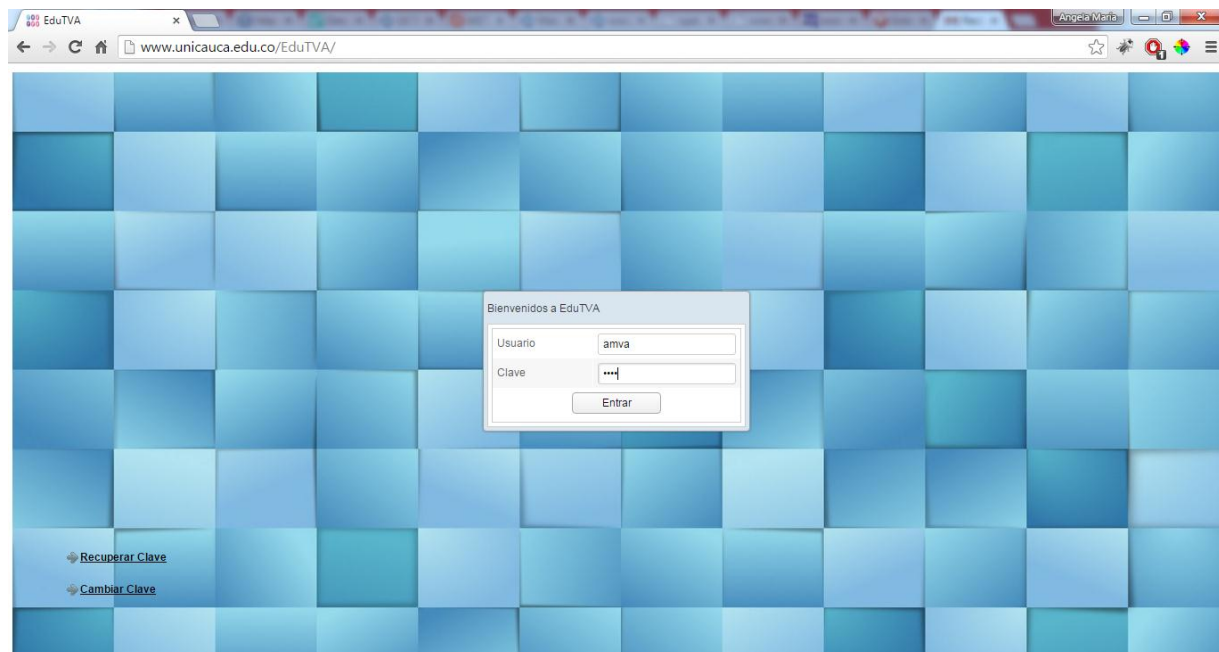 EduTVA
Angela Maria
www.unicauca.edu.co/EduTVA/
Bienvenidos a EduTVA
Usuario amva
Clave ••••
Entrar
Recuperar Clave
Cambiar Clave